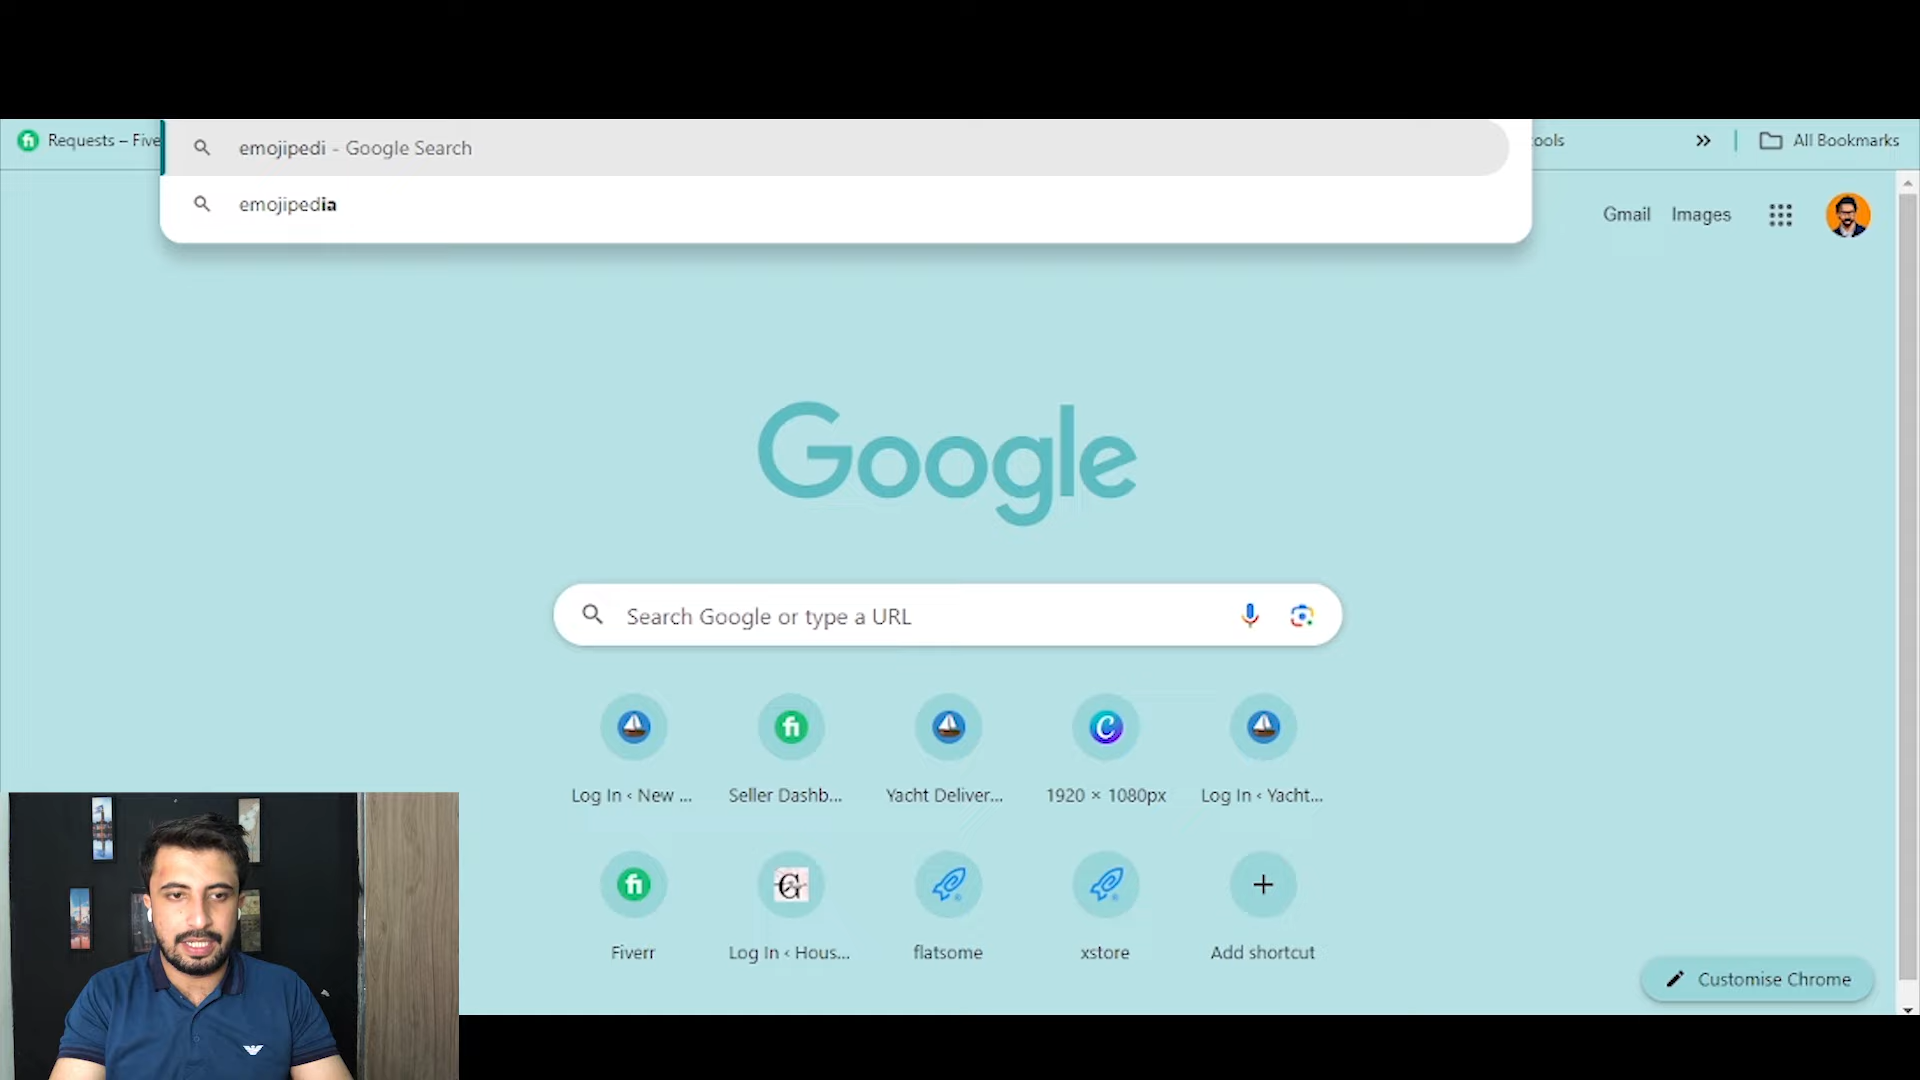 Requests – Five
emojipedi - Google Search
ools
All Bookmarks
emojipedia
Gmail
Images
Google
Search Google or type a URL
Log In ‹ New ...
Seller Dashb...
Yacht Deliver...
1920 × 1080px
Log In ‹ Yacht...
Fiverr
Log In ‹ Hous...
flatsome
xstore
Add shortcut
Customise Chrome